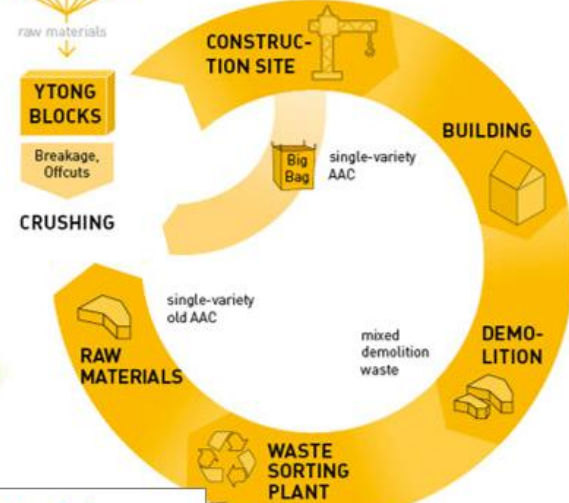 raw materials
YTONG
BLOCKS
Breakage,
Offcuts
CRUSHING
CONSTRUC-
TION SITE
Big
Bag
single-variety
AAC
BUILDING
single-variety
old AAC
RAW
MATERIALS
mixed
demolition
waste
DEMO-
LITION
WASTE
SORTING
PLANT